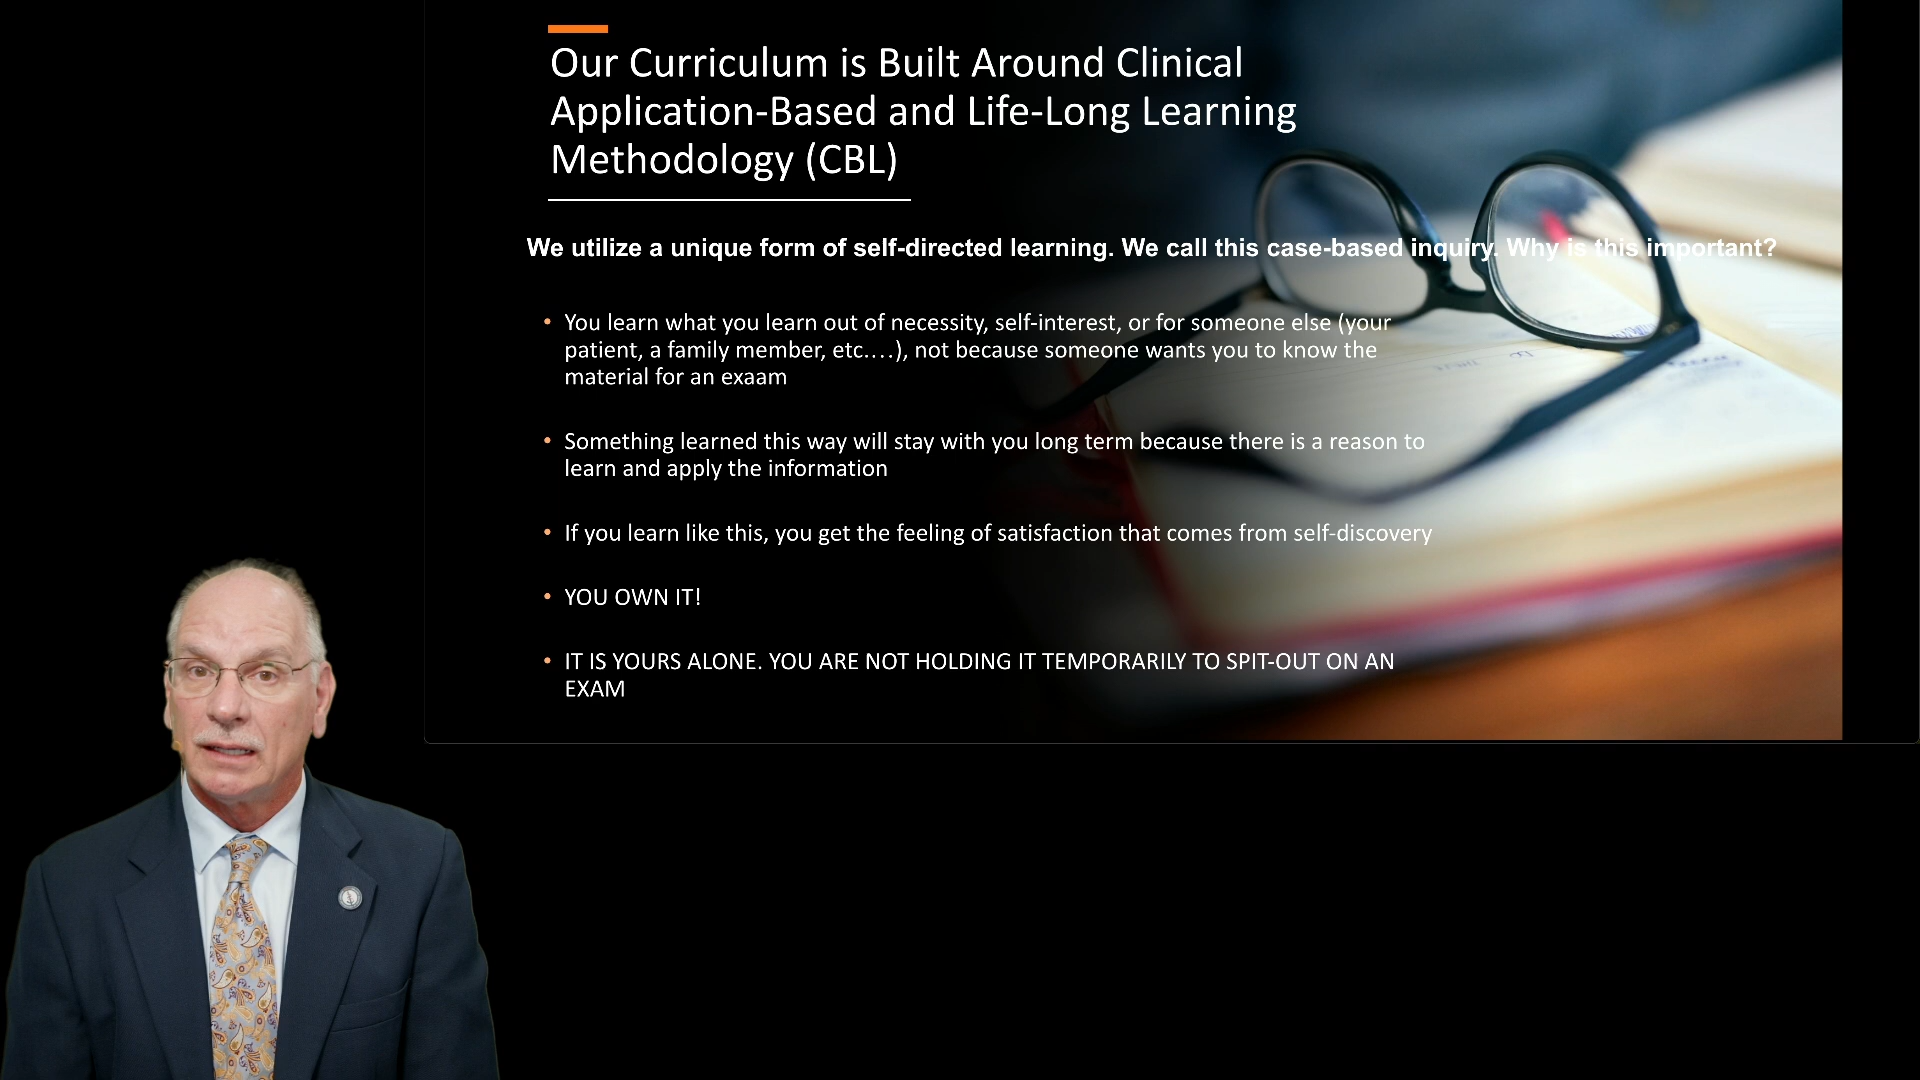 Our Curriculum is Built Around Clinical
Application-Based and Life-Long Learning
Methodology (CBL)
We utilize a unique form of self-directed learning. We call this case-based inquiry. Why is this important?
• You learn what you learn out of necessity, self-interest, or for someone else (your
patient, a family member, etc.…), not because someone wants you to know the
material for an exaam
• Something learned this way will stay with you long term because there is a reason to
learn and apply the information
• If you learn like this, you get the feeling of satisfaction that comes from self-discovery
• YOU OWN IT!
• IT IS YOURS ALONE. YOU ARE NOT HOLDING IT TEMPORARILY TO SPIT-OUT ON AN
EXAM